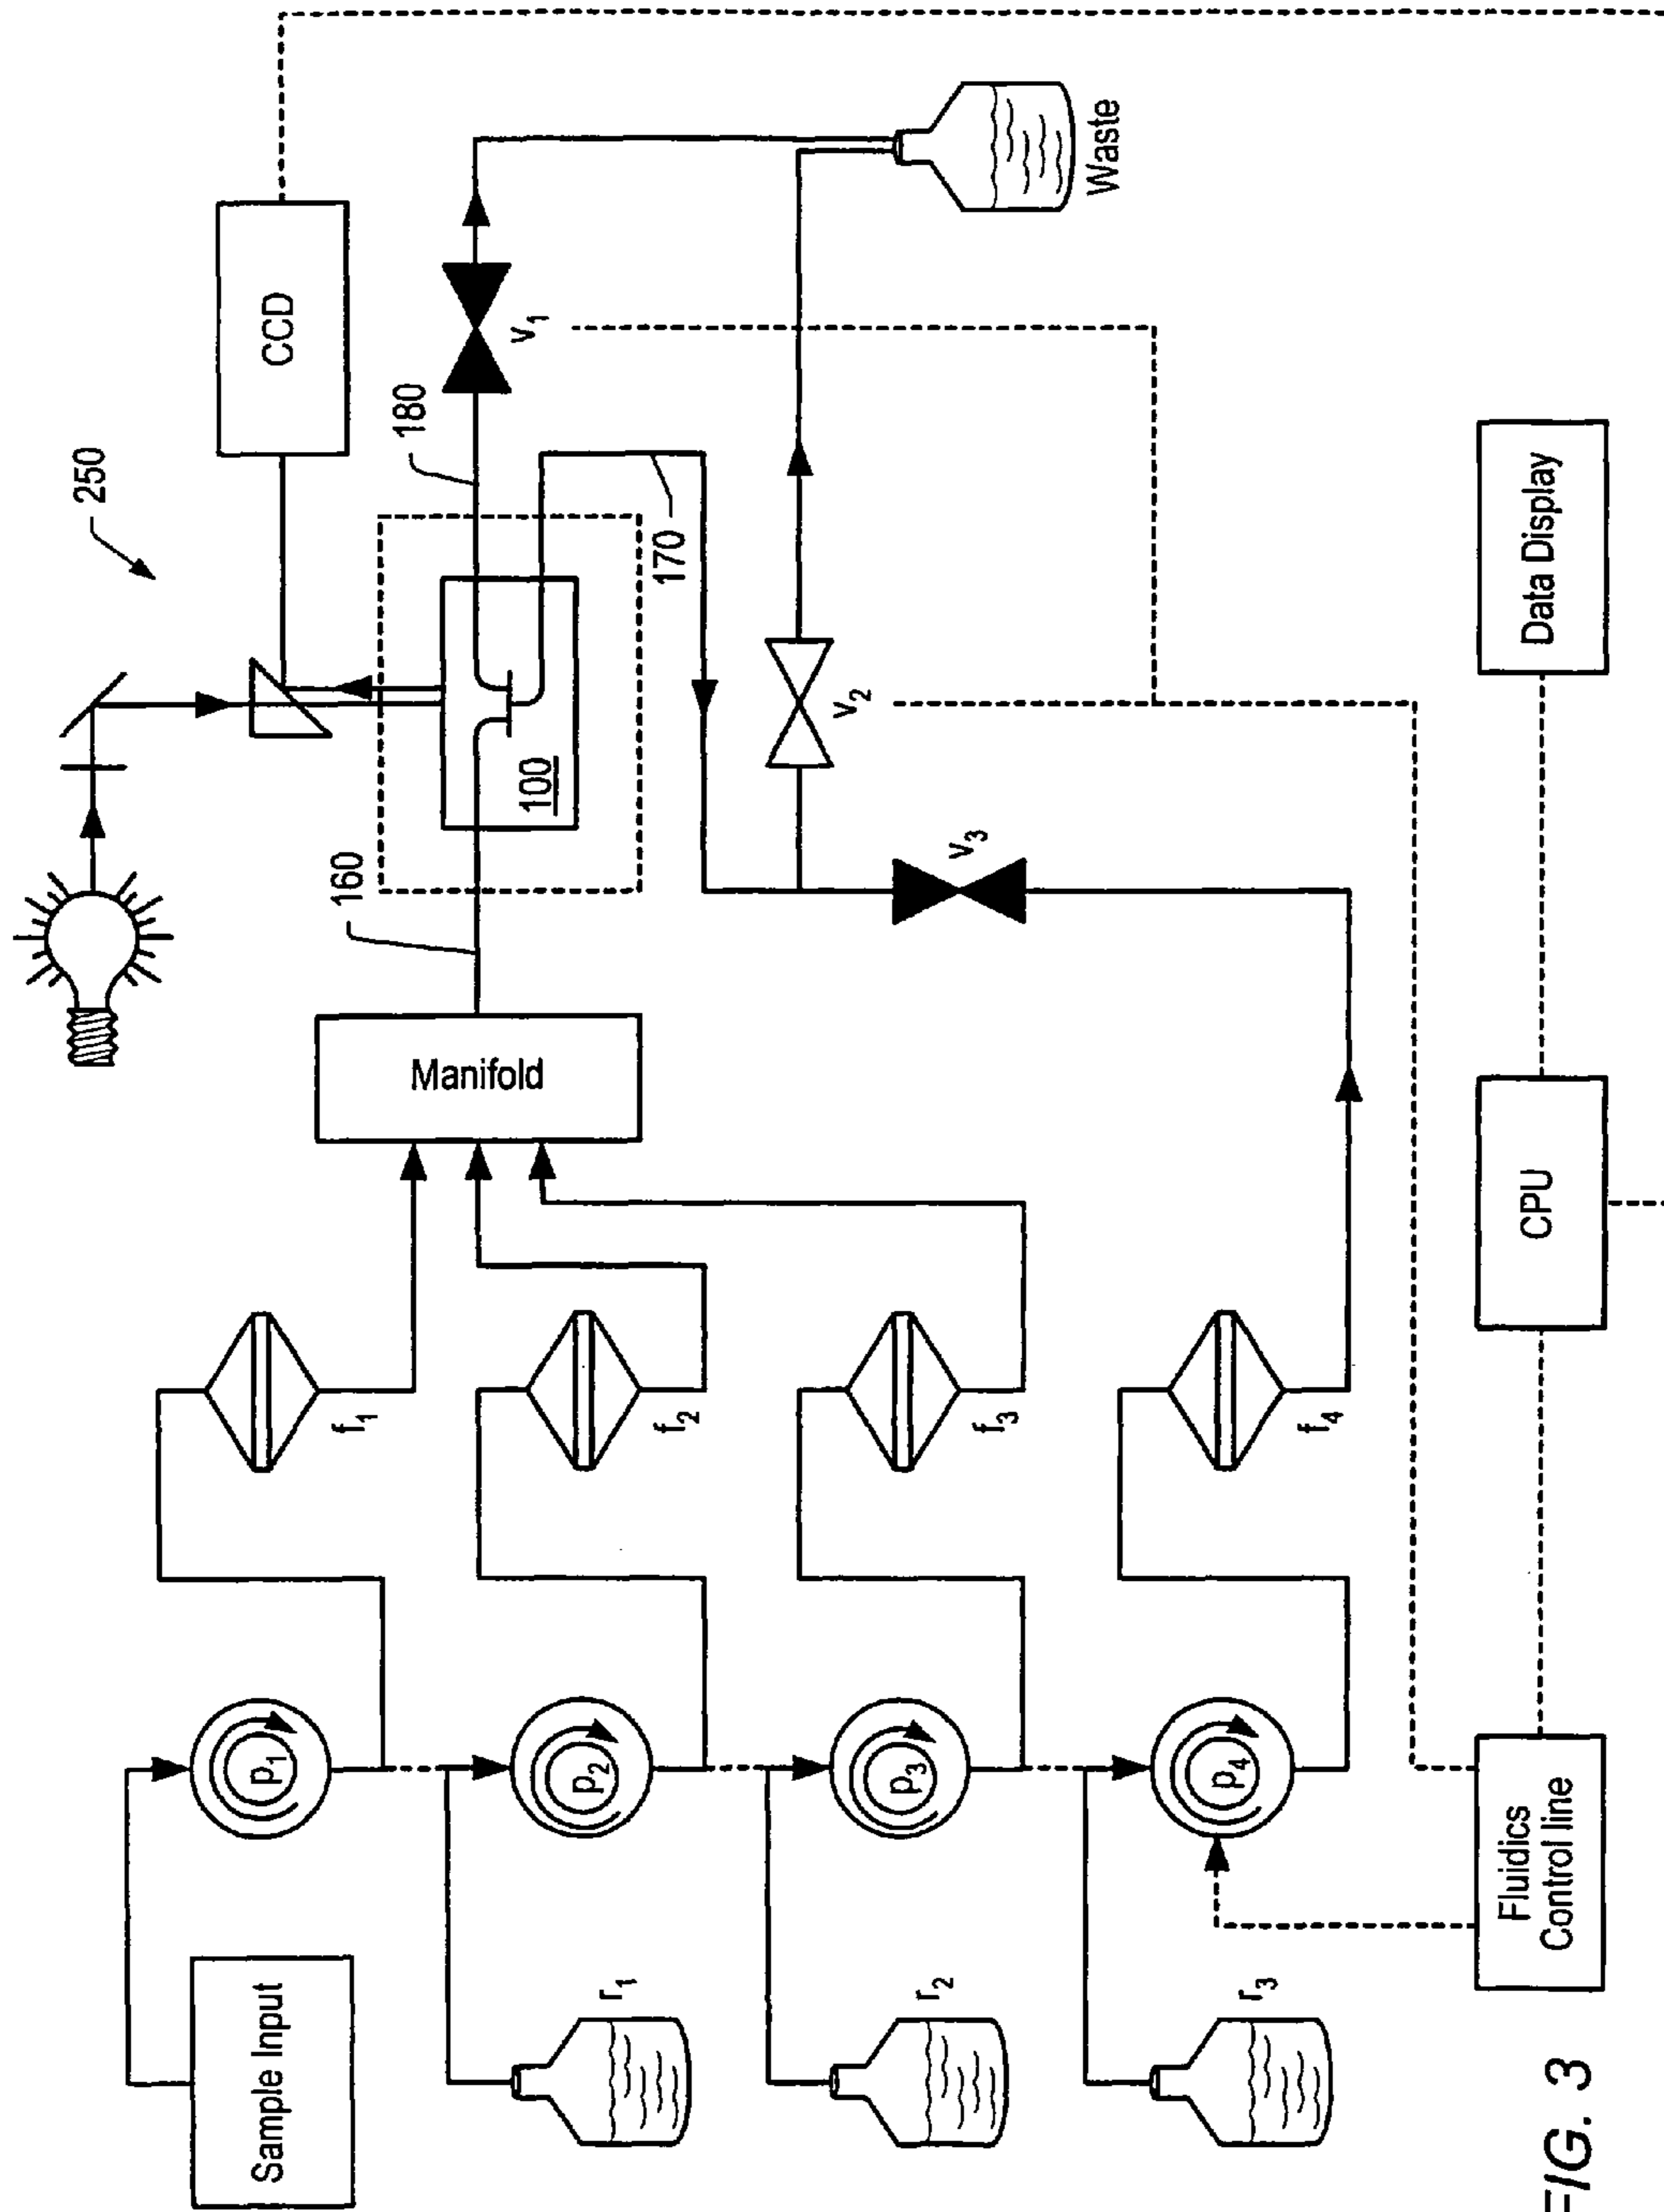 250
CCD
Sample Input
p1
f1
Manifold
160
100
180
v1
170
r1
p2
f2
v2
Waste
r2
p3
f3
v3
r3
p4
f4
Fluidics
Control line
CPU
Data Display
FIG. 3